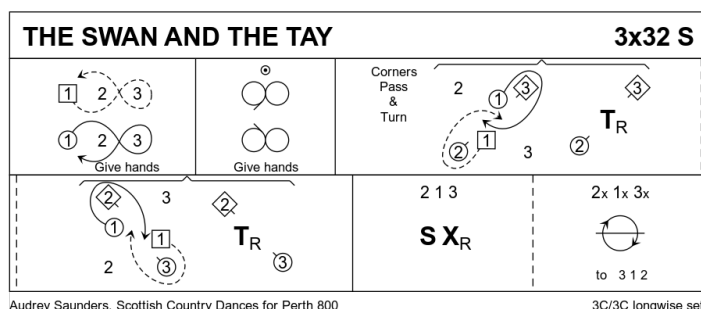 THE SWAN AND THE TAY 3x32 S
1 2 3
1 2 3
Give hands
Give hands
Corners
Pass
&
Turn
2 1 3 3
2 1 3 2
T R
2 3 2
1 1
2 3 3
T R
2 1 3
S X R
2x 1x 3x
to 3 1 2
Audrey Saunders, Scottish Country Dances for Perth 800 3C/3C longwise set